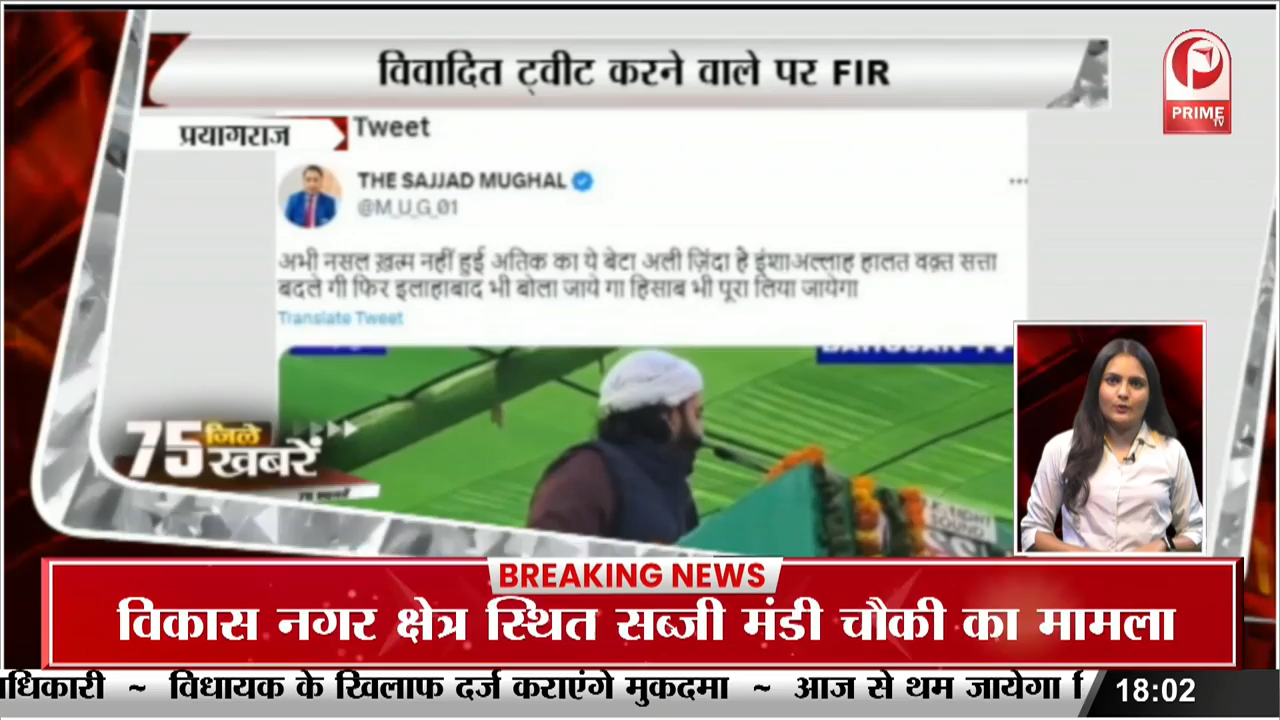 विवादित ट्वीट करने वाले पर FIR
PRIME
TV
प्रयागराज
Tweet
THE SAJJAD MUGHAL
@M_U_G_01
अभी नसल ख़त्म नहीं हुई अतिक का ये बेटा अली ज़िंदा है इंशाअल्लाह हालत वक़्त सत्ता
बदले गी फिर इलाहाबाद भी बोला जाये गा हिसाब भी पूरा लिया जायेगा
Translate Tweet
75 जिले
खबरें
BREAKING NEWS
विकास नगर क्षेत्र स्थित सब्जी मंडी चौकी का मामला
धिकारी ~ विधायक के खिलाफ दर्ज कराएंगे मुकदमा ~ आज से थम जायेगा
18:02